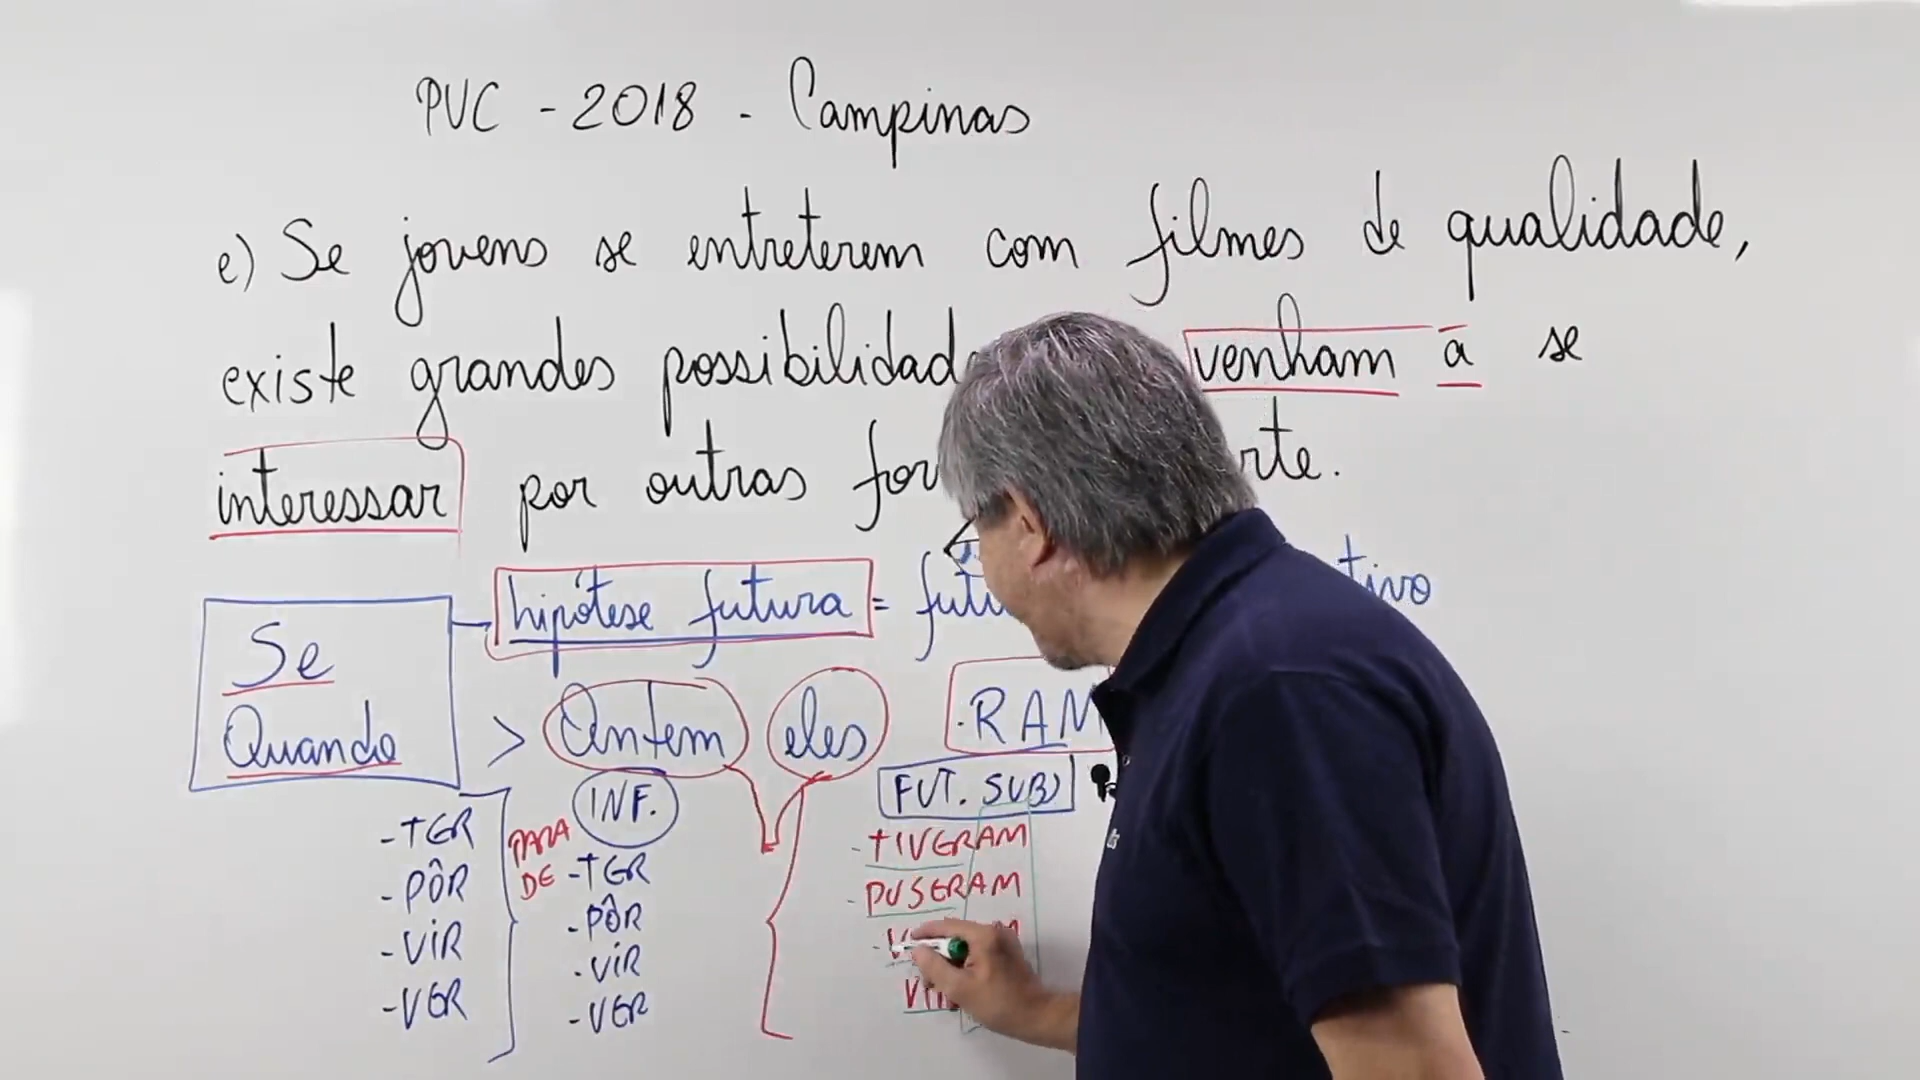 PUC - 2018 - Campinas
e) Se jovens se entreterem com filmes de qualidade,
existe grandes possibilidad venham a se
interessar por outras for rte.
Se hipótese futura = futu tivo
Quando > Ontem eles -RAM
INF. FUT. SUBJ
-TER PARA DE -TER -TIVERAM
-PÔR -PÔR -PUSERAM
-VIR -VIR
-VER -VER